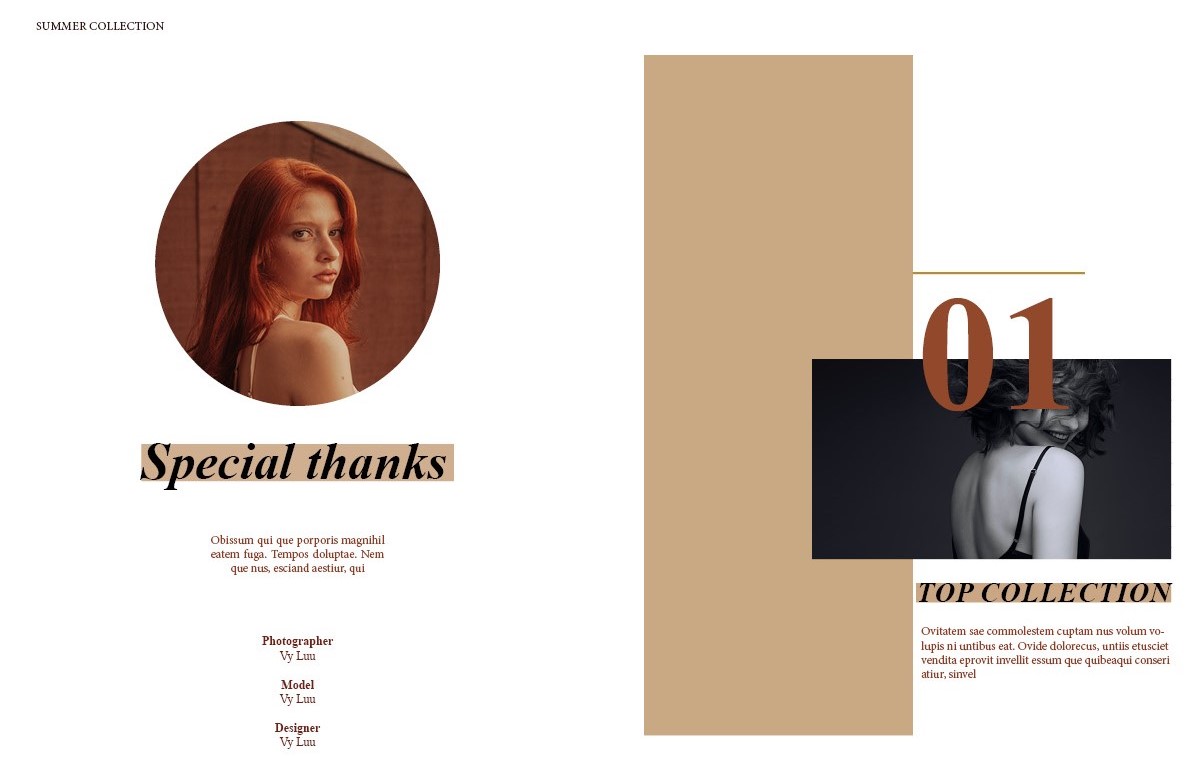 SUMMER COLLECTION
Special thanks
Obissum qui que porporis magnihil
eatem fuga. Tempos doluptae. Nem
que nus, esciand aestiur, qui
Photographer
Vy Luu
Model
Vy Luu
Designer
Vy Luu
01
TOP COLLECTION
Ovitatem sae commolestem cuptam nus volum vo-
lupis ni untibus eat. Ovide dolorecus, untiis etusciet
vendita eprovit invellit essum que quibeaqui conseri
atiur, sinvel